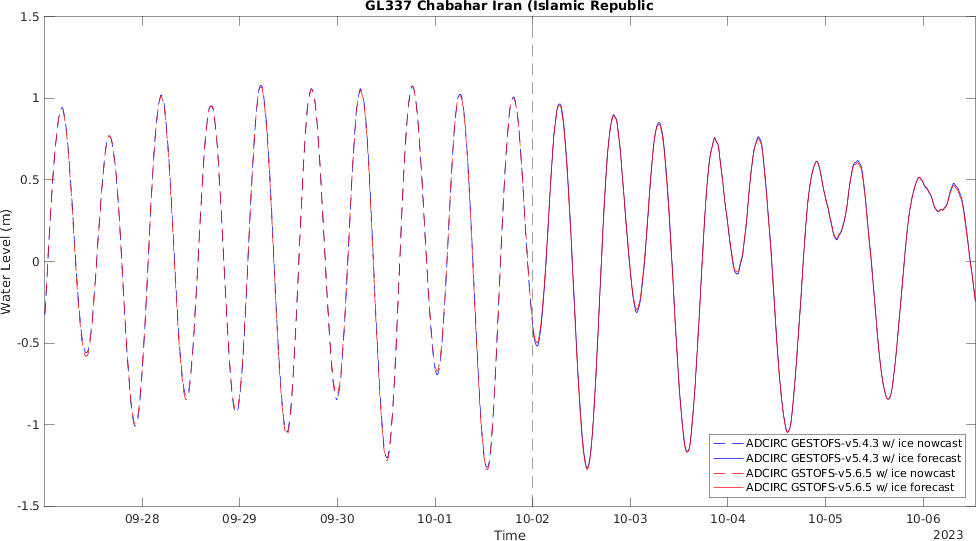 GL337 Chabahar Iran (Islamic Republic
1.5
1
0.5
0
-0.5
-1
-1.5
Water Level (m)
09-28 09-29 09-30 10-01 10-02 10-03 10-04 10-05 10-06
Time
2023
ADCIRC GESTOFS-v5.4.3 w/ ice nowcast
ADCIRC GESTOFS-v5.4.3 w/ ice forecast
ADCIRC GSTOFS-v5.6.5 w/ ice nowcast
ADCIRC GSTOFS-v5.6.5 w/ ice forecast